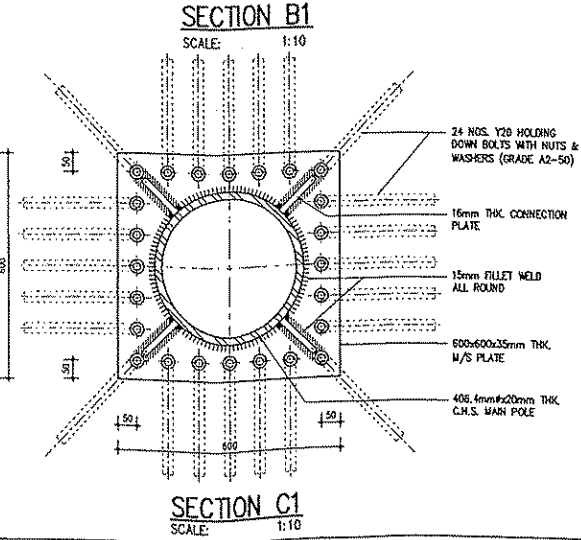 SECTION B1
SCALE: 1:10
24 NOS. Y20 HOLDING
DOWN BOLTS WITH NUTS &
WASHERS (GRADE A2-50)
50
16mm THK. CONNECTION
PLATE
600
15mm FILLET WELD
ALL ROUND
600x600x35mm THK.
M/S PLATE
50
406.4mmøx20mm THK.
C.H.S. MAIN POLE
50
50
600
SECTION C1
SCALE: 1:10